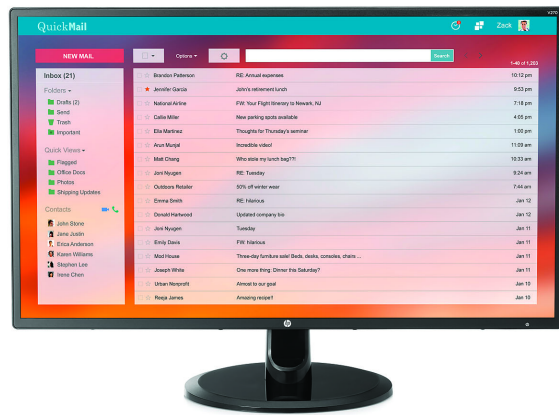 V270
QuickMail
Zack
NEW MAIL
Options
Search
1-40 of 1,203
Inbox (21)
Folders
Drafts (2)
Send
Trash
Important
Quick Views
Flagged
Office Docs
Photos
Shipping Updates
Contacts
John Stone
Jane Justin
Erica Anderson
Karen Williams
Stephen Lee
Irene Chen
Brandon Patterson RE: Annual expenses 10:12 pm
Jennifer Garcia John's retirement lunch 9:53 pm
National Airline FW: Your Flight Itinerary to Newark, NJ 7:18 pm
Callie Miller New parking spots available 4:05 pm
Ella Martinez Thoughts for Thursday's seminar 1:00 pm
Arun Munjal Incredible video! 11:09 am
Matt Chang Who stole my lunch bag??! 10:33 am
Joni Nyugen RE: Tuesday 9:24 am
Outdoors Retailer 50% off winter wear 7:44 am
Emma Smith RE: hilarious Jan 12
Donald Hartwood Updated company bio Jan 12
Joni Nyugen Tuesday Jan 11
Emily Davis FW: hilarious Jan 11
Mod House Three-day furniture sale! Beds, desks, consoles, chairs ... Jan 11
Joseph White One more thing: Dinner this Saturday? Jan 11
Urban Nonprofit Almost to our goal Jan 10
Reeja James Amazing recipe!! Jan 10
hp